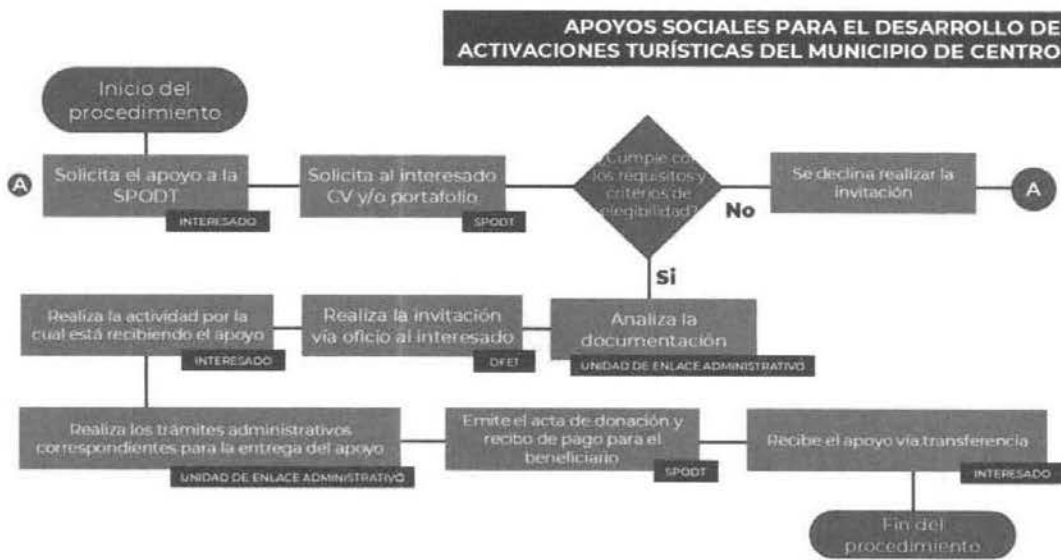 APOYOS SOCIALES PARA EL DESARROLLO DE
ACTIVACIONES TURÍSTICAS DEL MUNICIPIO DE CENTRO
Inicio del
procedimiento
A
Solicita el apoyo a la
SPODT
INTERESADO
Solicita al interesado
CV y/o portafolio
SPODT
¿Cumple con
los requisitos y
criterios de
elegibilidad?
No
Se declina realizar la
invitación
A
Si
Realiza la actividad por la
cual está recibiendo el apoyo
INTERESADO
Realiza la invitación
vía oficio al interesado
DFET
Analiza la
documentación
UNIDAD DE ENLACE ADMINISTRATIVO
Realiza los trámites administrativos
correspondientes para la entrega del apoyo
UNIDAD DE ENLACE ADMINISTRATIVO
Emite el acta de donación y
recibo de pago para el
beneficiario
SPODT
Recibe el apoyo vía transferencia
INTERESADO
Fin del
procedimiento